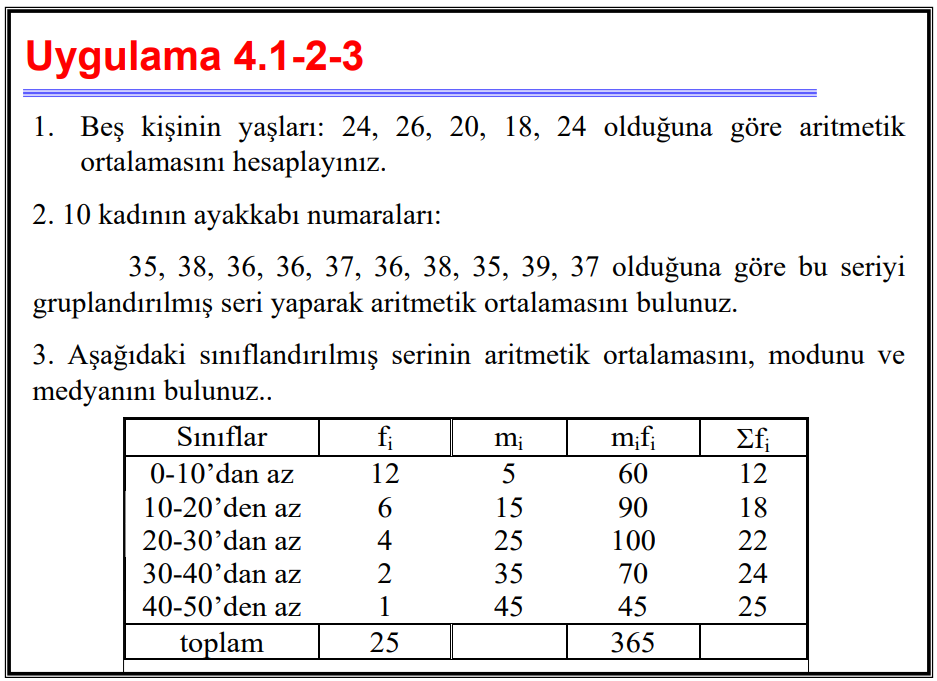 Uygulama 4.1-2-3
1. Beş kişinin yaşları: 24, 26, 20, 18, 24 olduğuna göre aritmetik
ortalamasını hesaplayınız.
2. 10 kadının ayakkabı numaraları:
35, 38, 36, 36, 37, 36, 38, 35, 39, 37 olduğuna göre bu seriyi
gruplandırılmış seri yaparak aritmetik ortalamasını bulunuz.
3. Aşağıdaki sınıflandırılmış serinin aritmetik ortalamasını, modunu ve
medyanını bulunuz..
Sınıflar fi mi mifi Σfi
0-10’dan az 12 5 60 12
10-20’den az 6 15 90 18
20-30’dan az 4 25 100 22
30-40’dan az 2 35 70 24
40-50’den az 1 45 45 25
toplam 25 365